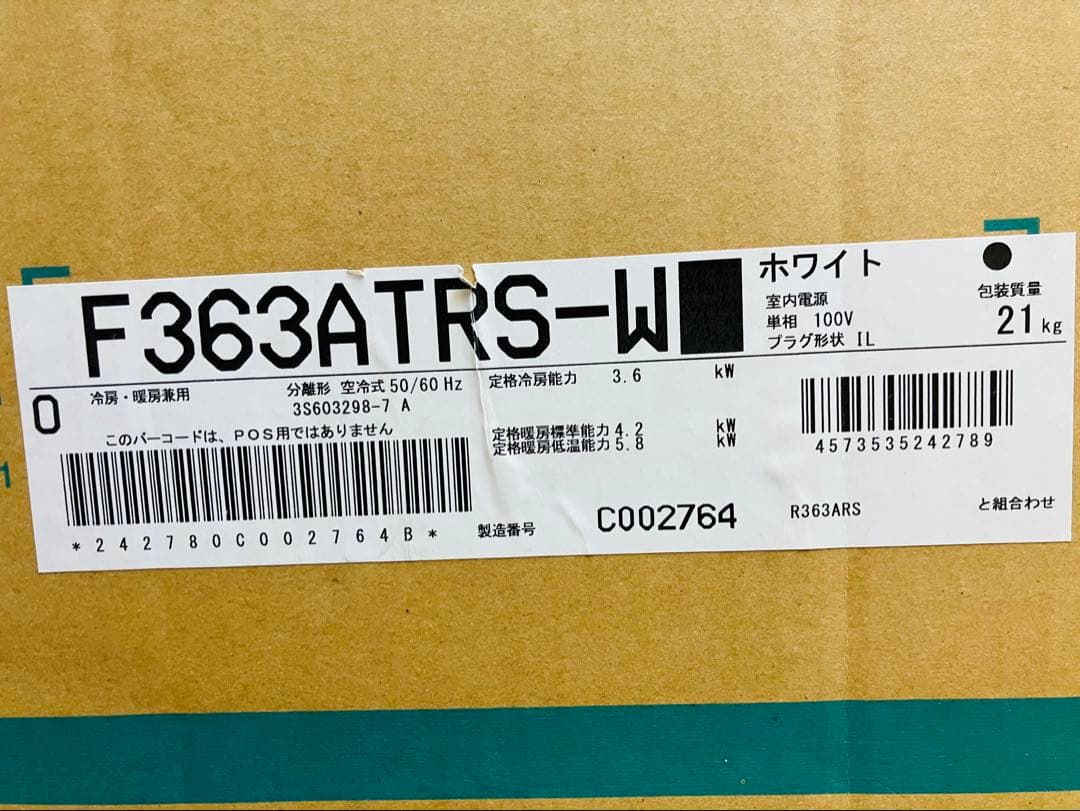 F363ATRS-W■ ホワイト ●
包装質量
21kg
室内電源
単相 100V
プラグ形状 IL
0 冷房・暖房兼用 分離形 空冷式 50/60Hz
3S603298-7 A
定格冷房能力 3.6 kW
定格暖房標準能力 4.2 kW
定格暖房低温能力 5.8 kW
このバーコードは、POS用ではありません
*242780C002764B*
製造番号 C002764
4573535242789
R363ARS と組合わせ
1